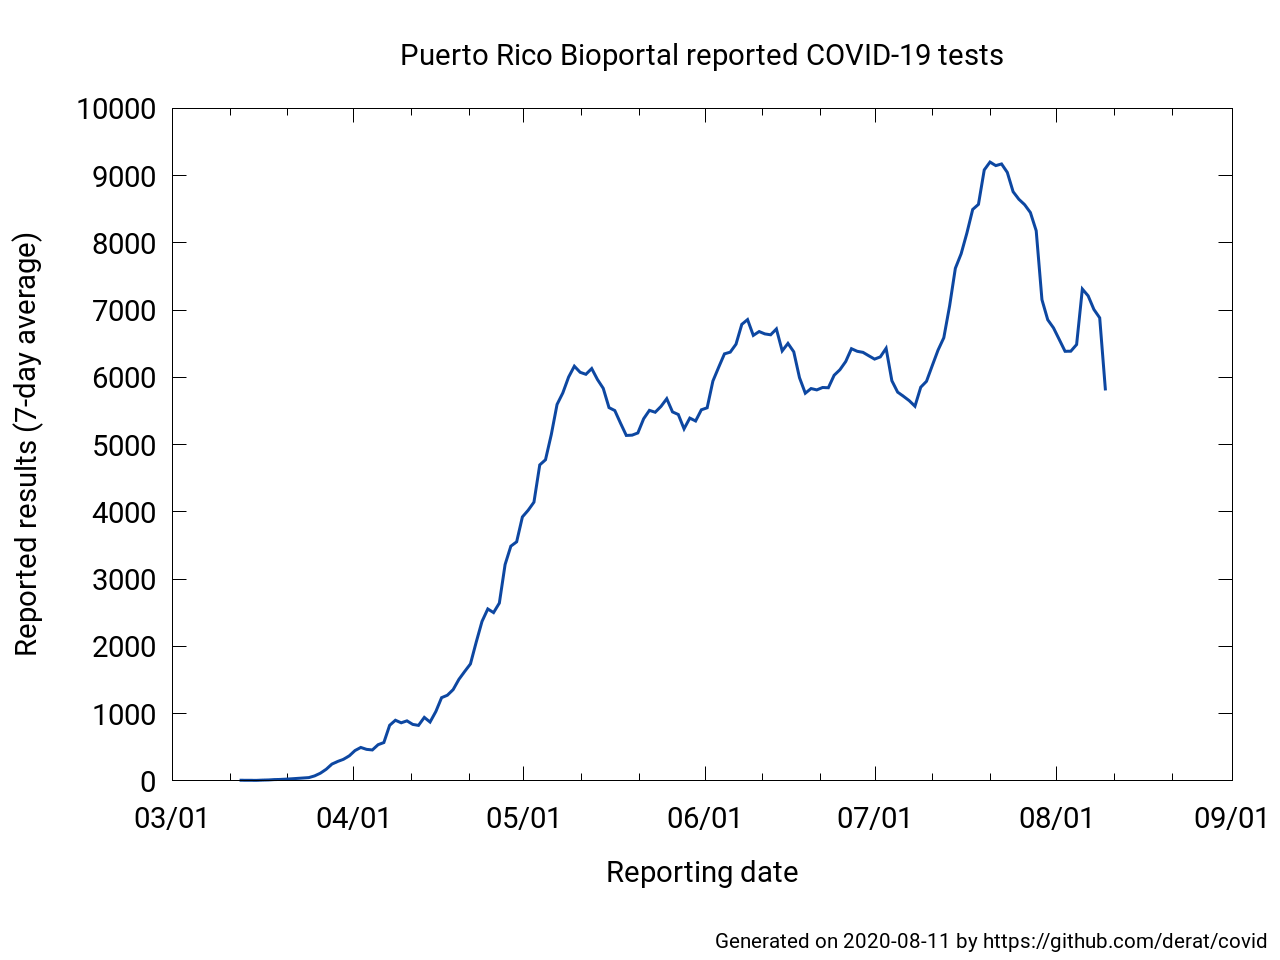 Puerto Rico Bioportal reported COVID-19 tests
10000
9000
8000
7000
6000
5000
4000
3000
2000
1000
0
Reported results (7-day average)
03/01 04/01 05/01 06/01 07/01 08/01 09/01
Reporting date
Generated on 2020-08-11 by https://github.com/derat/covid